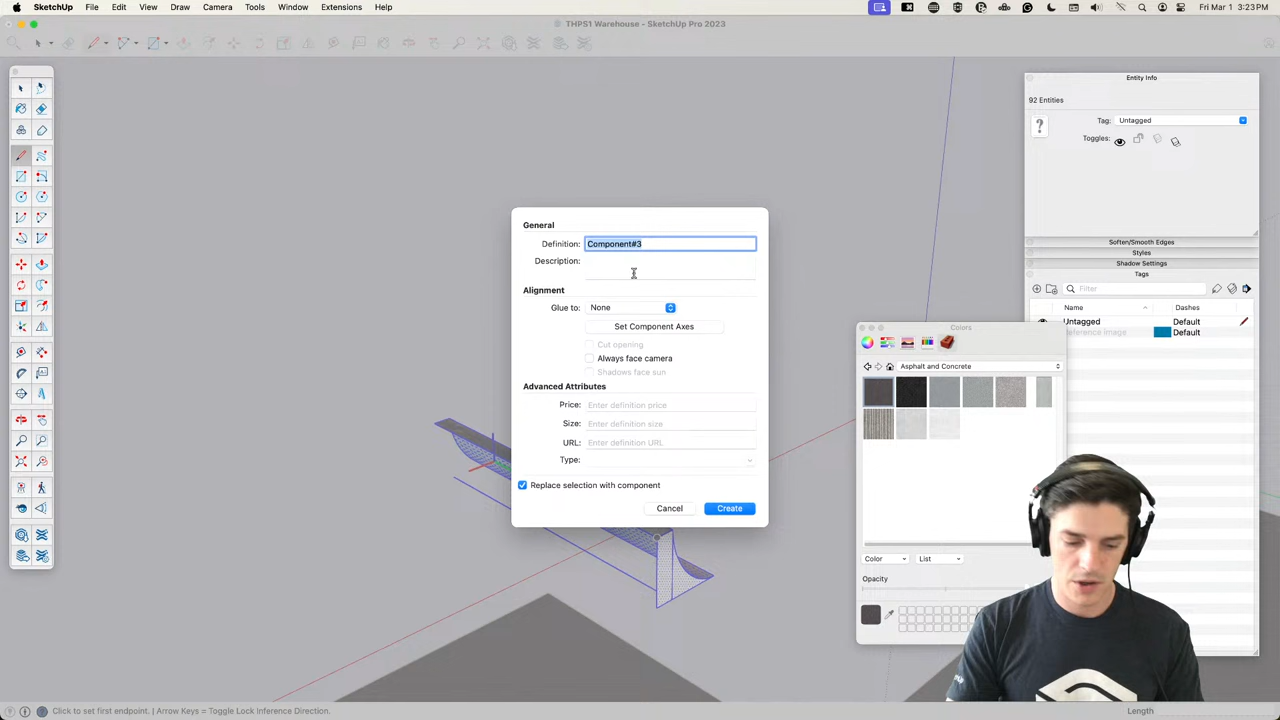 SketchUp File Edit View Draw Camera Tools Window Extensions Help Fri Mar 1 3:23 PM
THPS1 Warehouse - SketchUp Pro 2023
Entity Info
92 Entities
Tag: Untagged
Toggles:
General
Definition: Component#3
Description:
Alignment
Glue to: None
Set Component Axes
Cut opening
Always face camera
Shadows face sun
Advanced Attributes
Price: Enter definition price
Size: Enter definition size
URL: Enter definition URL
Type:
Replace selection with component
Cancel Create
Soften/Smooth Edges
Styles
Shadow Settings
Tags
Filter
Name Dashes
Untagged Default
Reference Image Default
Colors
Asphalt and Concrete
Color List
Opacity
Click to set first endpoint. | Arrow Keys = Toggle Lock Inference Direction. Length